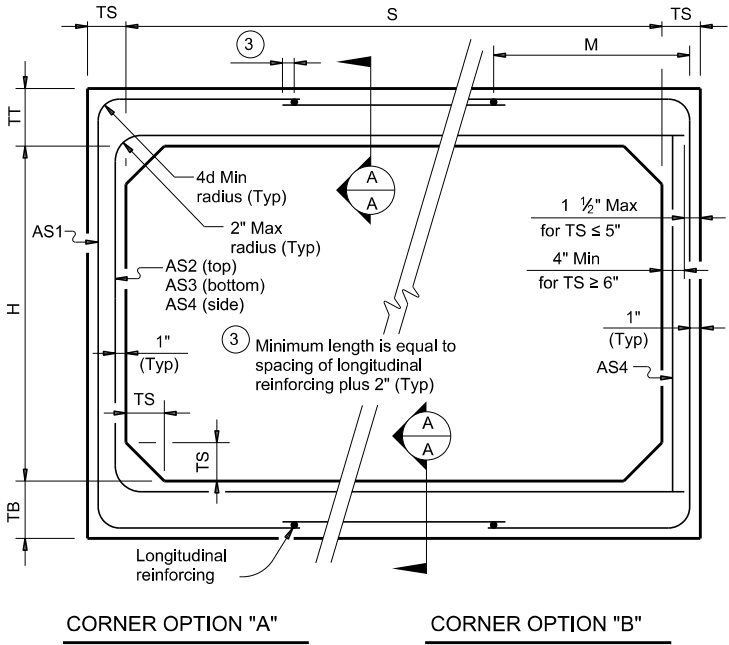 TS
S
TS
3
M
TT
4d Min
radius (Typ)
A
A
2" Max
radius (Typ)
1 ½" Max
for TS ≤ 5"
AS1
AS2 (top)
AS3 (bottom)
AS4 (side)
4" Min
for TS ≥ 6"
H
1"
(Typ)
3
Minimum length is equal to
spacing of longitudinal
reinforcing plus 2" (Typ)
1"
(Typ)
AS4
TS
A
A
TS
TB
Longitudinal
reinforcing
CORNER OPTION "A"
CORNER OPTION "B"